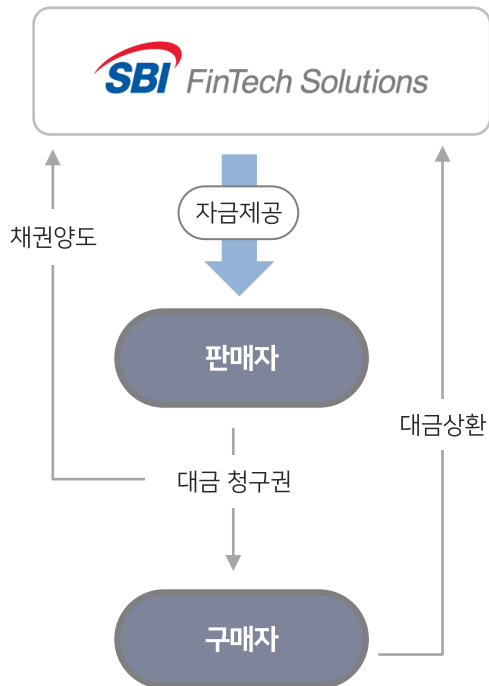 SBI FinTech Solutions
자금제공
채권양도
판매자
대금상환
대금 청구권
구매자